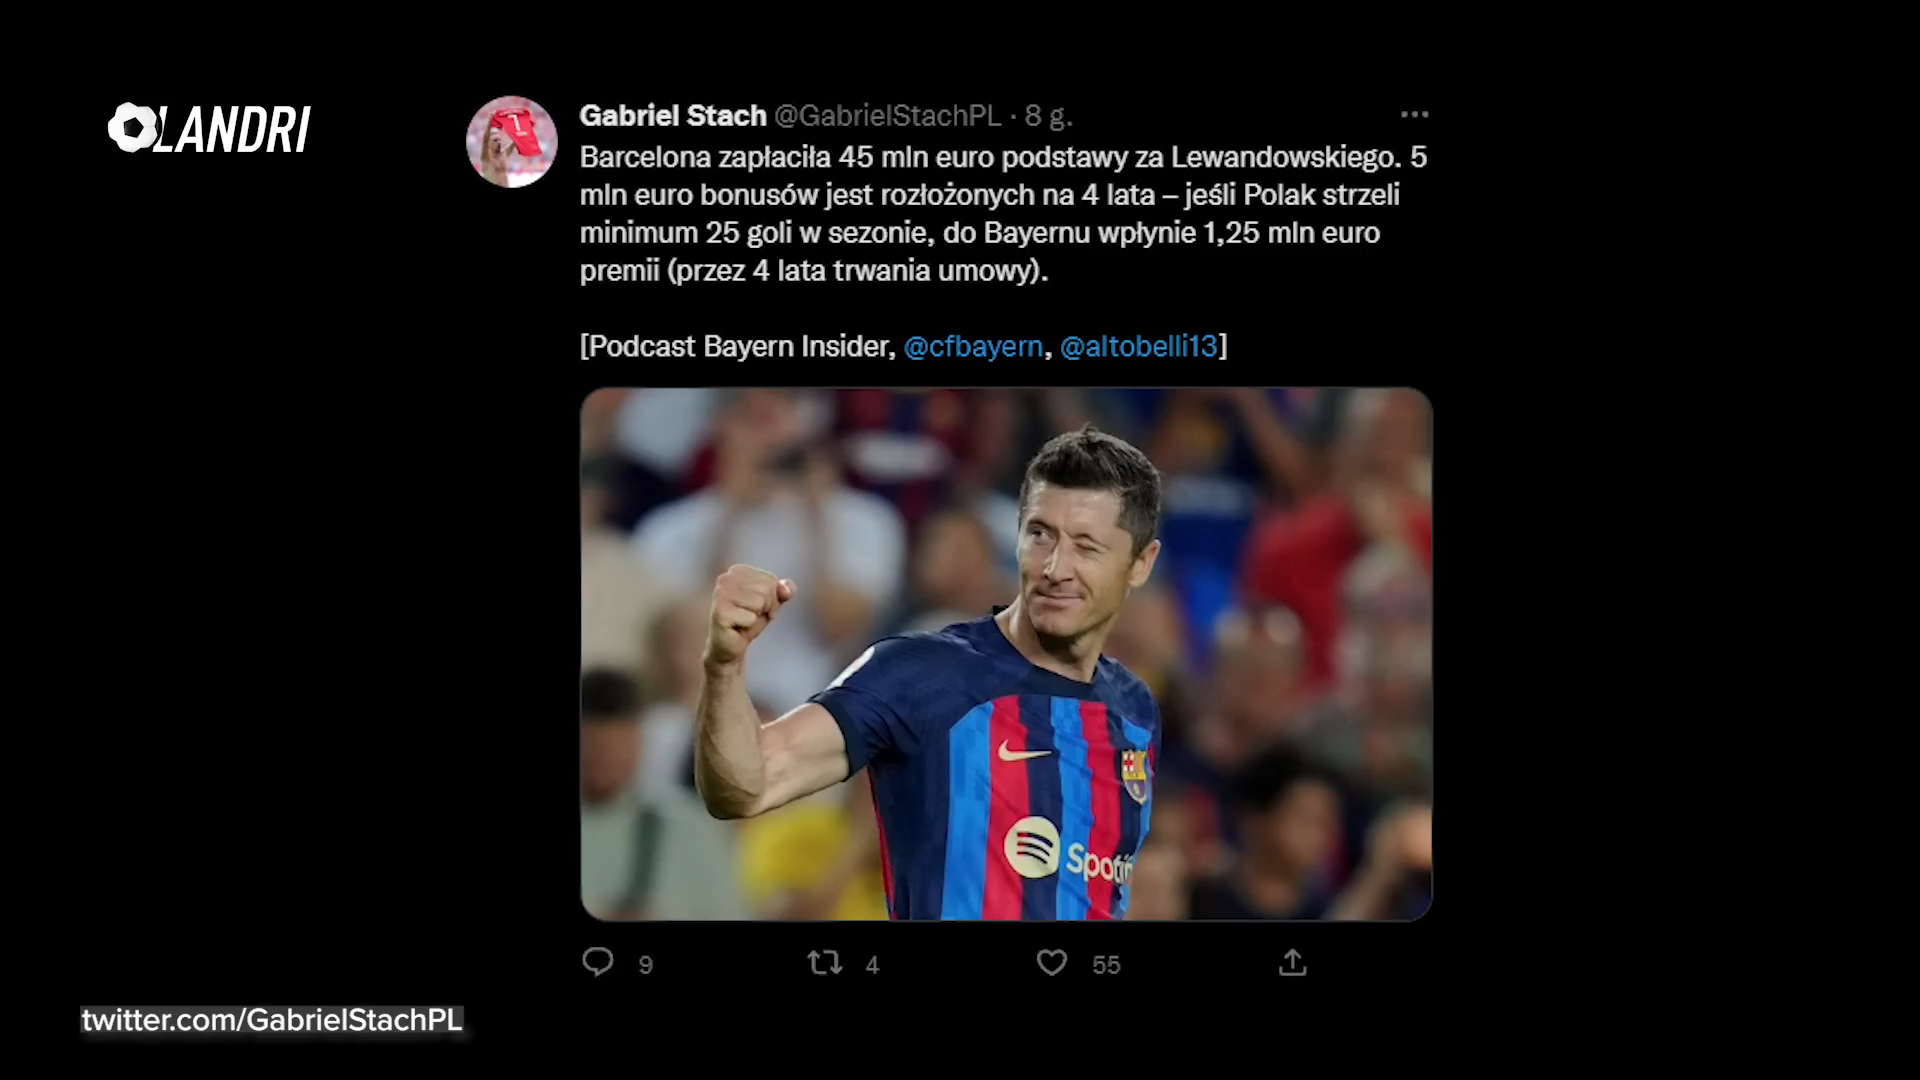 LANDRI
Gabriel Stach @GabrielStachPL · 8 g.
Barcelona zapłaciła 45 mln euro podstawy za Lewandowskiego. 5
mln euro bonusów jest rozłożonych na 4 lata – jeśli Polak strzeli
minimum 25 goli w sezonie, do Bayernu wpłynie 1,25 mln euro
premii (przez 4 lata trwania umowy).
[Podcast Bayern Insider, @cfbayern, @altobelli13]
Spotify
9 4 55
twitter.com/GabrielStachPL